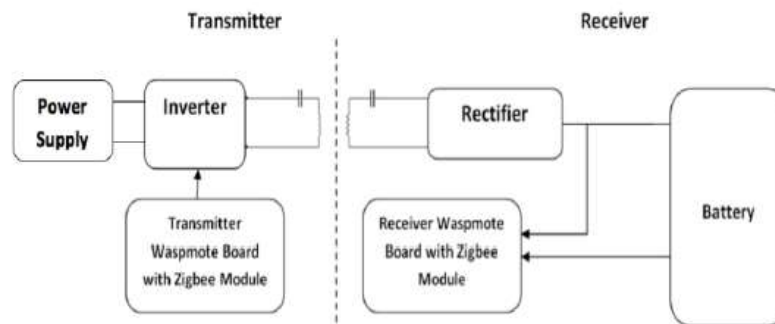 Transmitter
Receiver
Power
Supply
Inverter
Rectifier
Battery
Transmitter
Waspmote Board
with Zigbee Module
Receiver Waspmote
Board with Zigbee
Module